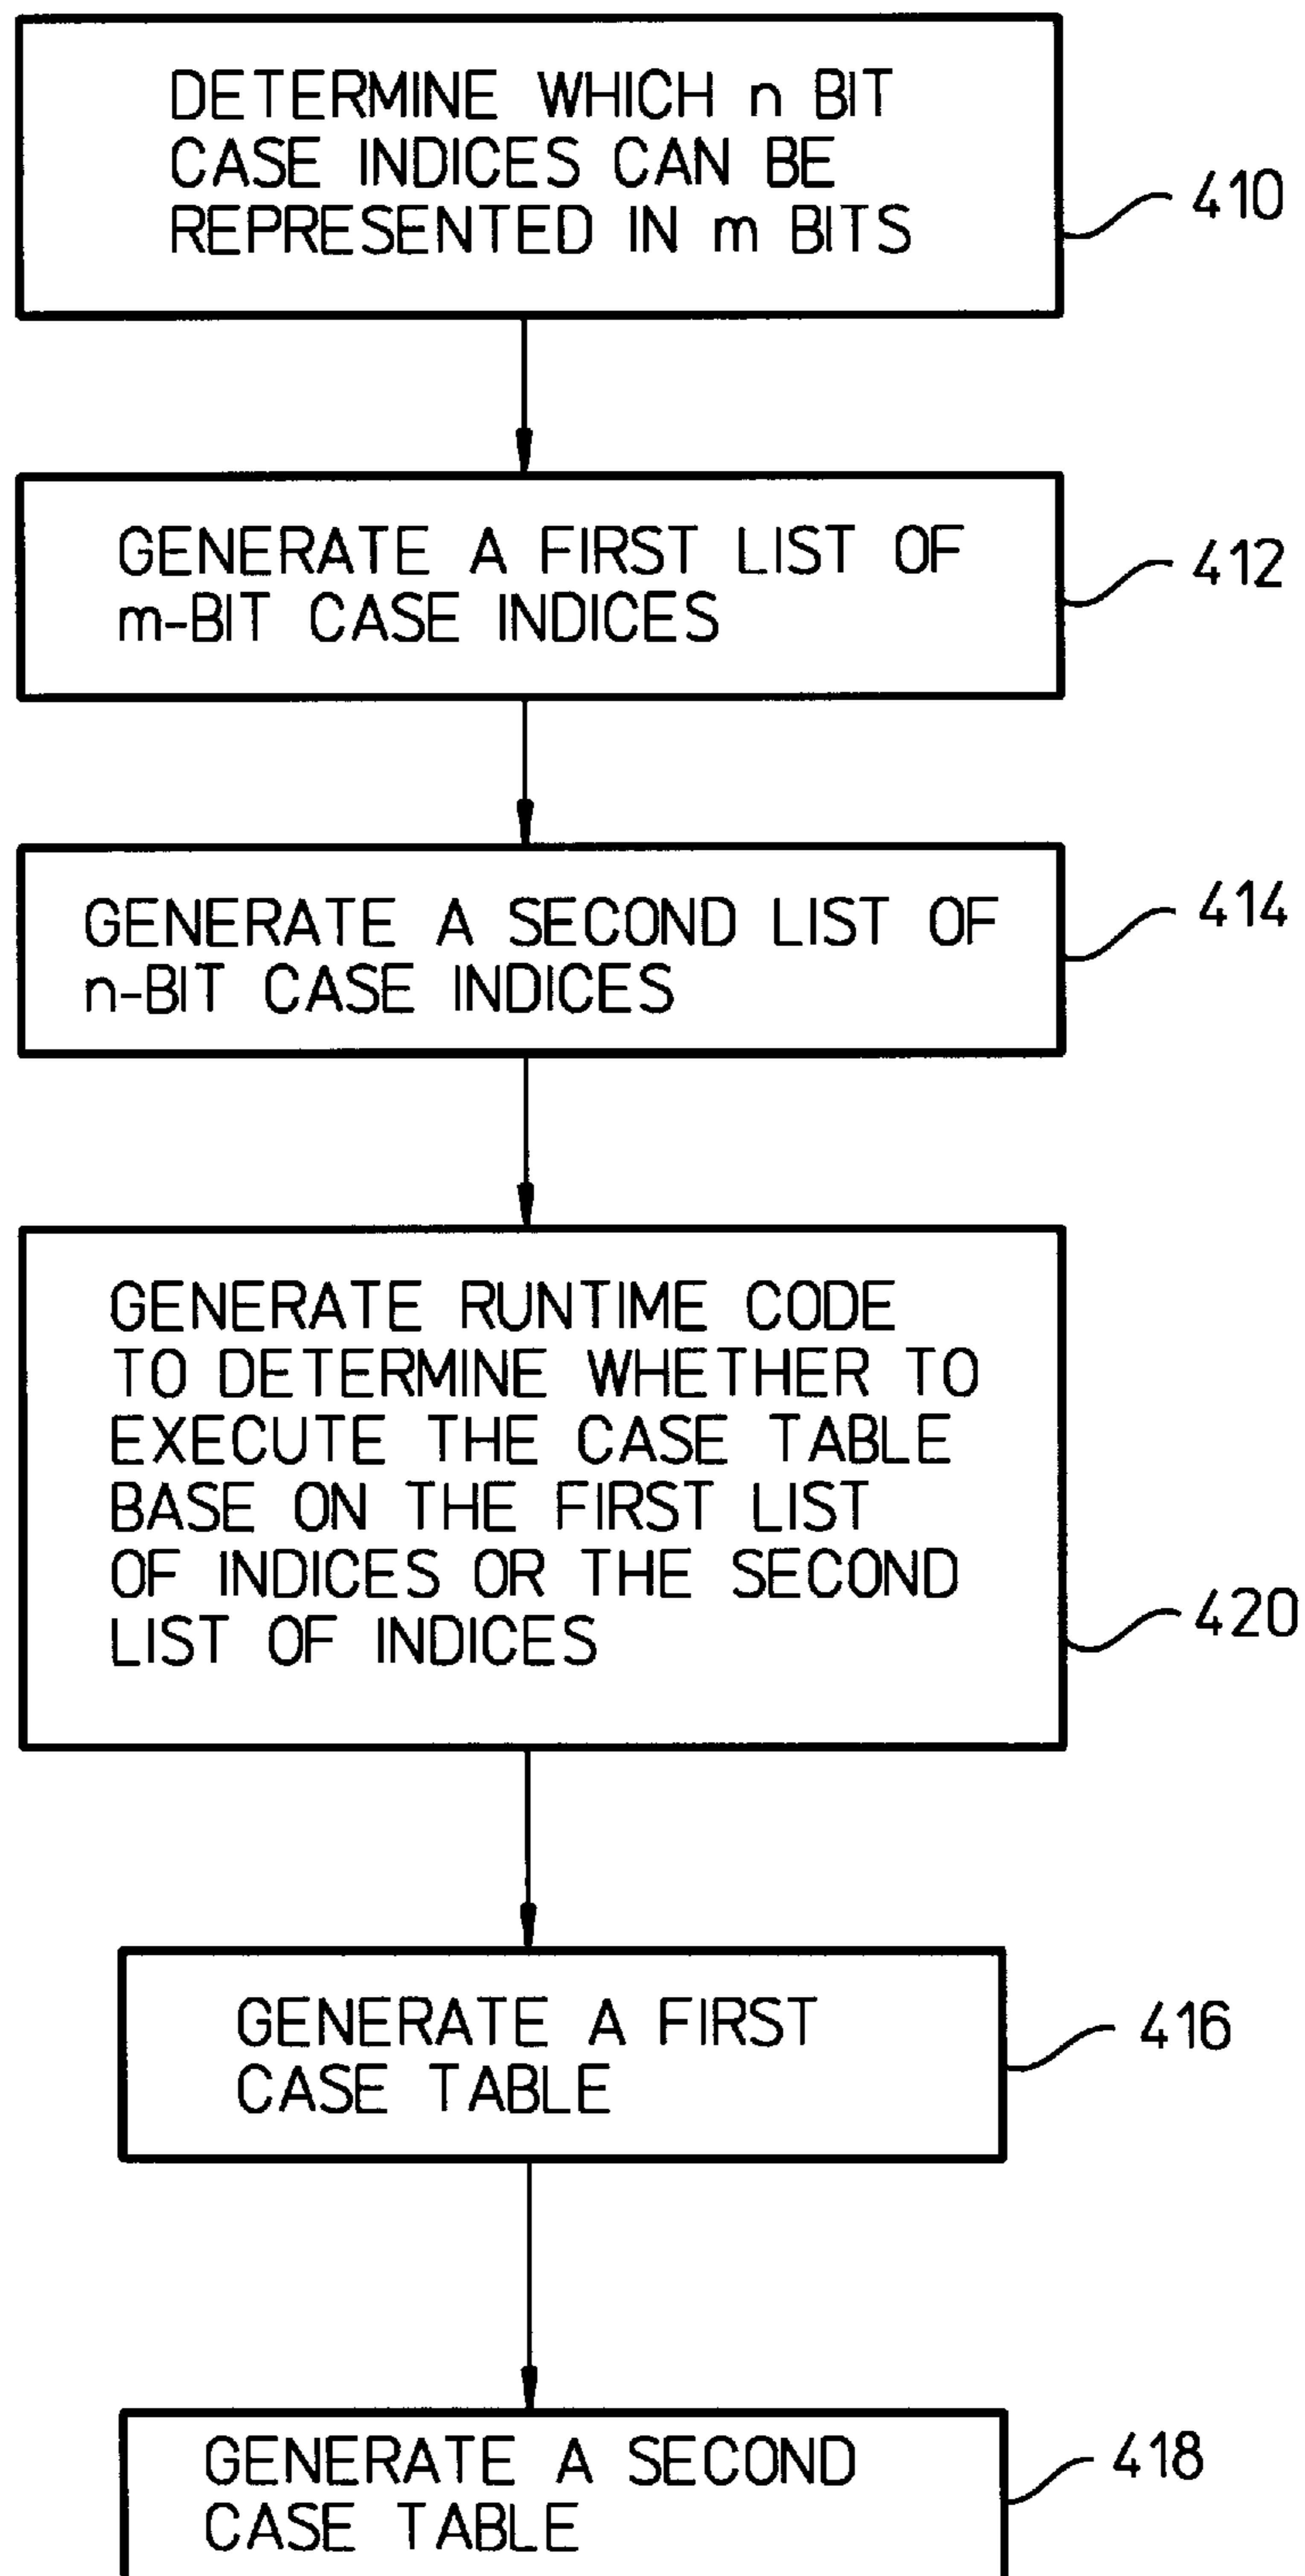 DETERMINE WHICH n BIT
CASE INDICES CAN BE
REPRESENTED IN m BITS
410
GENERATE A FIRST LIST OF
m-BIT CASE INDICES
412
GENERATE A SECOND LIST OF
n-BIT CASE INDICES
414
GENERATE RUNTIME CODE
TO DETERMINE WHETHER TO
EXECUTE THE CASE TABLE
BASE ON THE FIRST LIST
OF INDICES OR THE SECOND
LIST OF INDICES
420
GENERATE A FIRST
CASE TABLE
416
GENERATE A SECOND
CASE TABLE
418